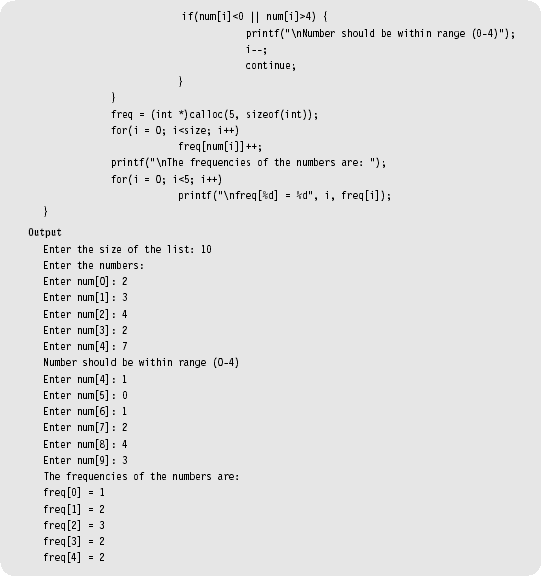 if(num[i]<0 || num[i]>4) {
printf("\nNumber should be within range (0-4)");
i--;
continue;
}
}
freq = (int *)calloc(5, sizeof(int));
for(i = 0; i<size; i++)
freq[num[i]]++;
printf("\nThe frequencies of the numbers are: ");
for(i = 0; i<5; i++)
printf("\nfreq[%d] = %d", i, freq[i]);
}
Output
Enter the size of the list: 10
Enter the numbers:
Enter num[0]: 2
Enter num[1]: 3
Enter num[2]: 4
Enter num[3]: 2
Enter num[4]: 7
Number should be within range (0-4)
Enter num[4]: 1
Enter num[5]: 0
Enter num[6]: 1
Enter num[7]: 2
Enter num[8]: 4
Enter num[9]: 3
The frequencies of the numbers are:
freq[0] = 1
freq[1] = 2
freq[2] = 3
freq[3] = 2
freq[4] = 2